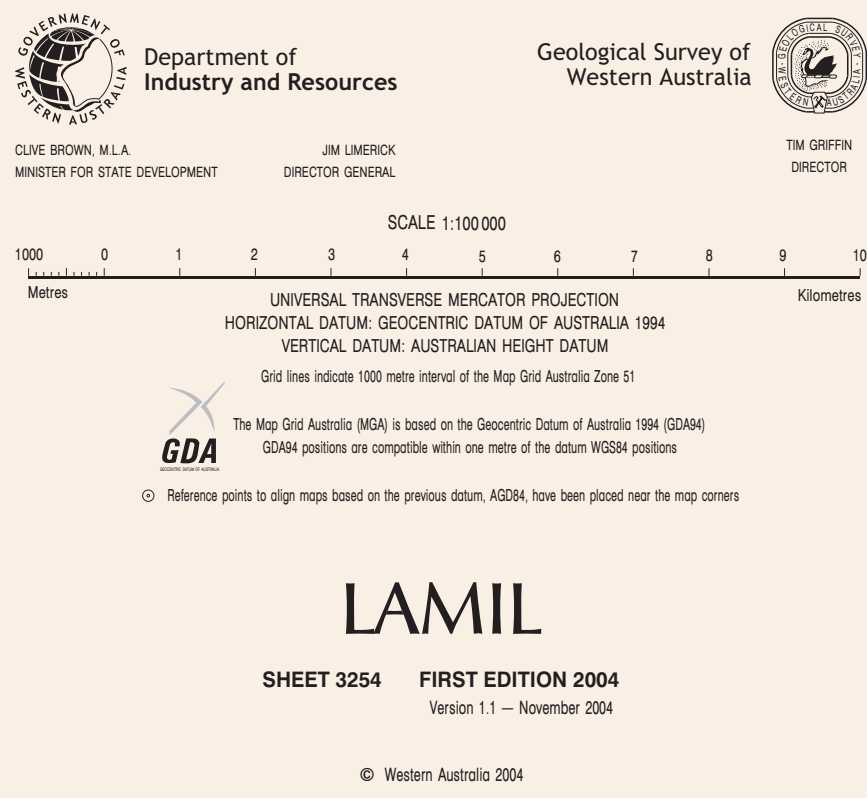 GOVERNMENT OF
WESTERN AUSTRALIA
Department of
Industry and Resources
Geological Survey of
Western Australia
GEOLOGICAL SURVEY
WESTERN AUSTRALIA
CLIVE BROWN, M.L.A.
MINISTER FOR STATE DEVELOPMENT
JIM LIMERICK
DIRECTOR GENERAL
TIM GRIFFIN
DIRECTOR
SCALE 1:100 000
1000 0 1 2 3 4 5 6 7 8 9 10
Metres Kilometres
UNIVERSAL TRANSVERSE MERCATOR PROJECTION
HORIZONTAL DATUM: GEOCENTRIC DATUM OF AUSTRALIA 1994
VERTICAL DATUM: AUSTRALIAN HEIGHT DATUM
Grid lines indicate 1000 metre interval of the Map Grid Australia Zone 51
GDA
GEOCENTRIC DATUM OF AUSTRALIA
The Map Grid Australia (MGA) is based on the Geocentric Datum of Australia 1994 (GDA94)
GDA94 positions are compatible within one metre of the datum WGS84 positions
Reference points to align maps based on the previous datum, AGD84, have been placed near the map corners
LAMIL
SHEET 3254 FIRST EDITION 2004
Version 1.1 — November 2004
© Western Australia 2004